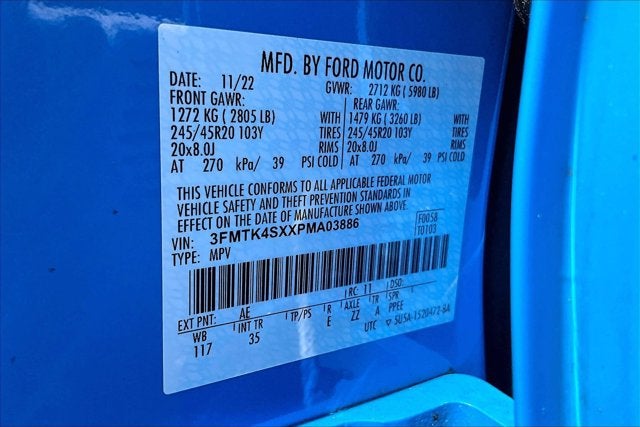 MFD. BY FORD MOTOR CO.
DATE: 11/22 GVWR: 2712 KG ( 5980 LB)
FRONT GAWR: REAR GAWR:
1272 KG ( 2805 LB) WITH 1479 KG ( 3260 LB) WITH
245/45R20 103Y TIRES 245/45R20 103Y TIRES
20x8.0J RIMS 20x8.0J RIMS
AT 270 kPa/ 39 PSI COLD AT 270 kPa/ 39 PSI COLD
THIS VEHICLE CONFORMS TO ALL APPLICABLE FEDERAL MOTOR
VEHICLE SAFETY AND THEFT PREVENTION STANDARDS IN
EFFECT ON THE DATE OF MANUFACTURE SHOWN ABOVE.
VIN: 3FMTK4SXXPMA03886 F0058
TYPE: MPV T0103
EXT PNT: AE RC: 11 DSO:
WB INT TR TP/PS R AXLE TR SPR
117 35 E ZZ A PPEE
UTC SU5A-1520472-BA